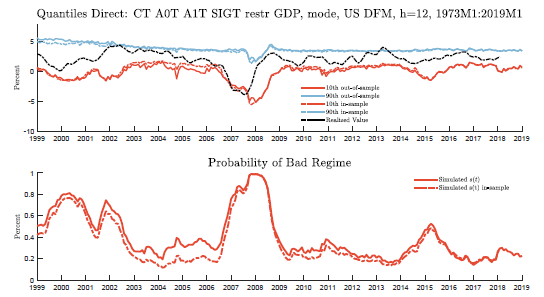 Quantiles Direct: CT A0T A1T SIGT restr GDP, mode, US DFM, h=12, 1973M1:2019M1
Percent
5
0
-5
-10
10th out-of-sample
90th out-of-sample
10th in-sample
90th in-sample
Realized Value
1999 2000 2001 2002 2003 2004 2005 2006 2007 2008 2009 2010 2011 2012 2013 2014 2015 2016 2017 2018 2019
Probability of Bad Regime
Percent
1
0.8
0.6
0.4
0.2
0
Simulated s(t)
Simulated s(t) in-sample
1999 2000 2001 2002 2003 2004 2005 2006 2007 2008 2009 2010 2011 2012 2013 2014 2015 2016 2017 2018 2019